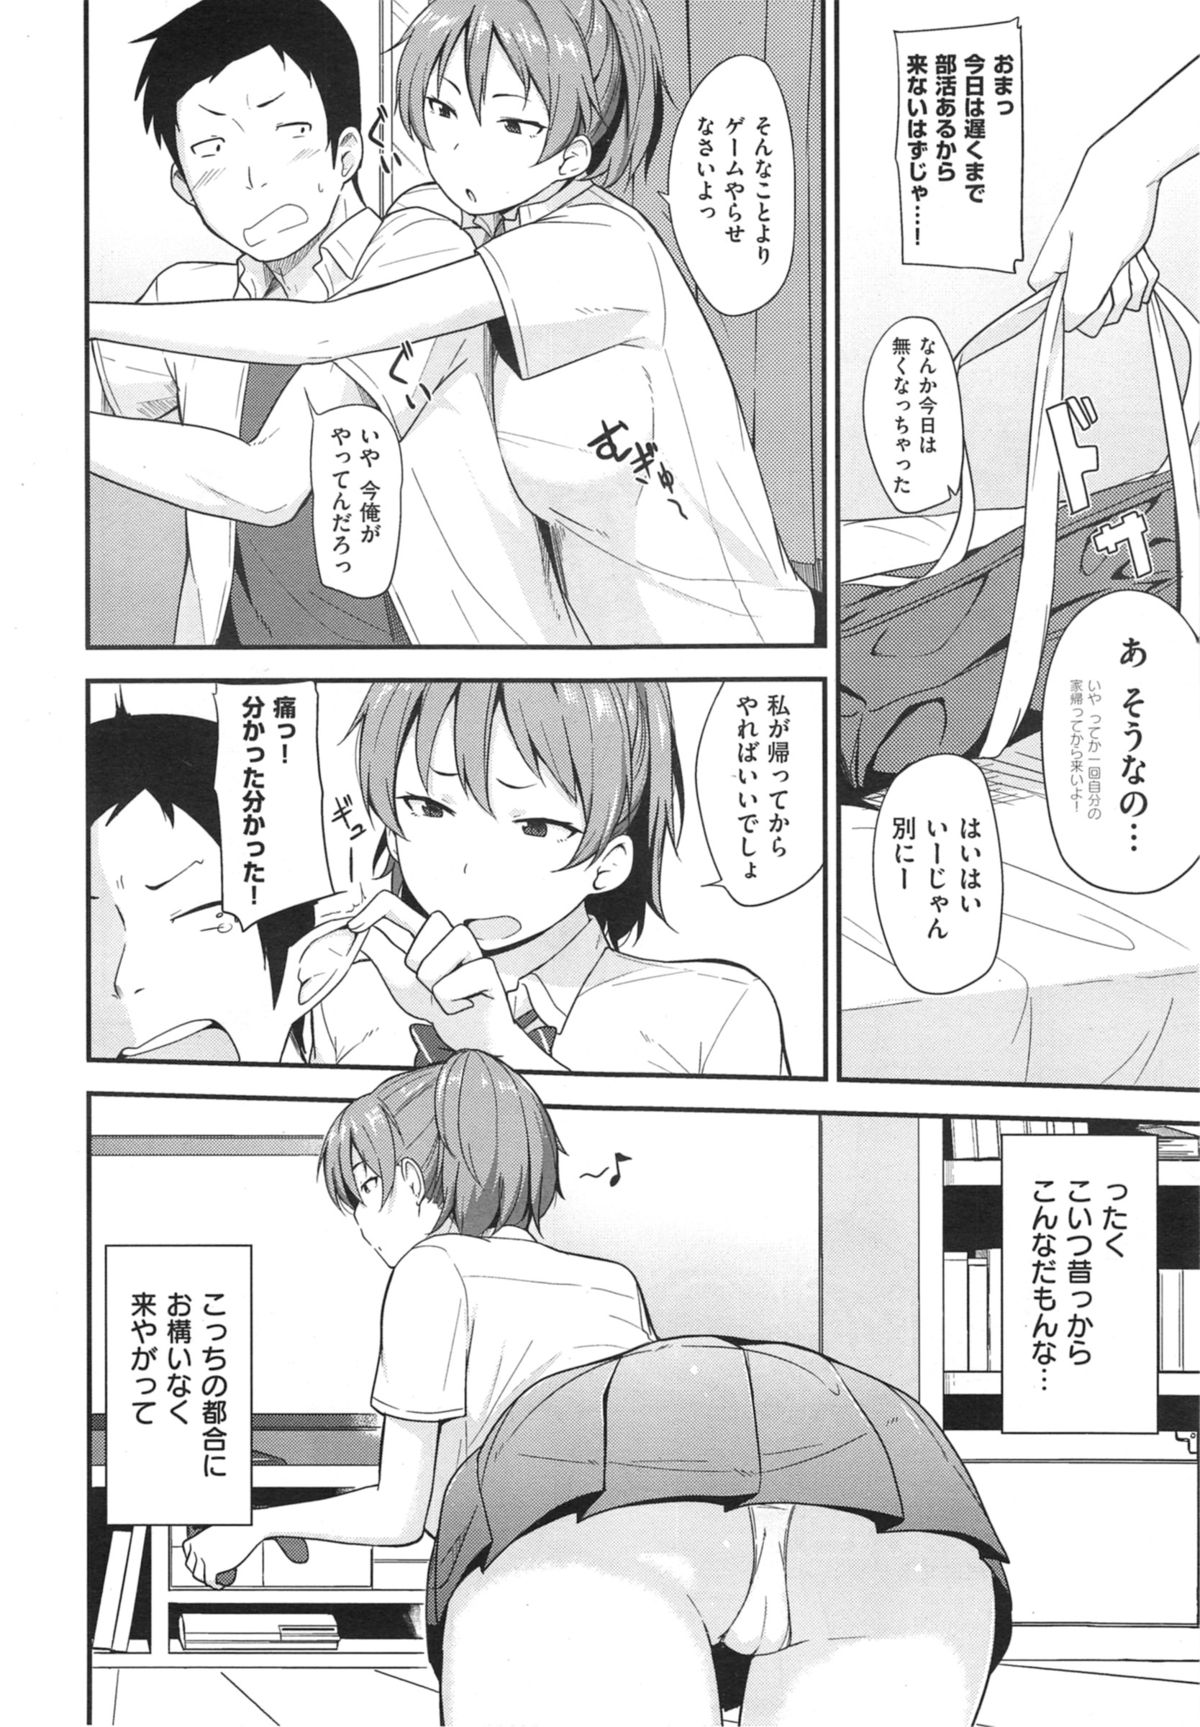 おまっ
今日は遅くまで
部活あるから
来ないはずじゃ…!
なんか今日は
無くなっちゃった
ドサ
あ そうなの…
いや ってか一回自分の
家帰ってから来いよ!
はいはい
いーじゃん
別にー
そんなことより
ゲームやらせ
なさいよっ
ぐいぐい
むぎゅ~
いや 今俺が
やってんだろっ
私が帰ってから
やればいいでしょ
ギュー
痛っ!
分かった分かった!
ったく
こいつ昔っから
こんなだもんな…
~♪
こっちの都合に
お構いなく
来やがって